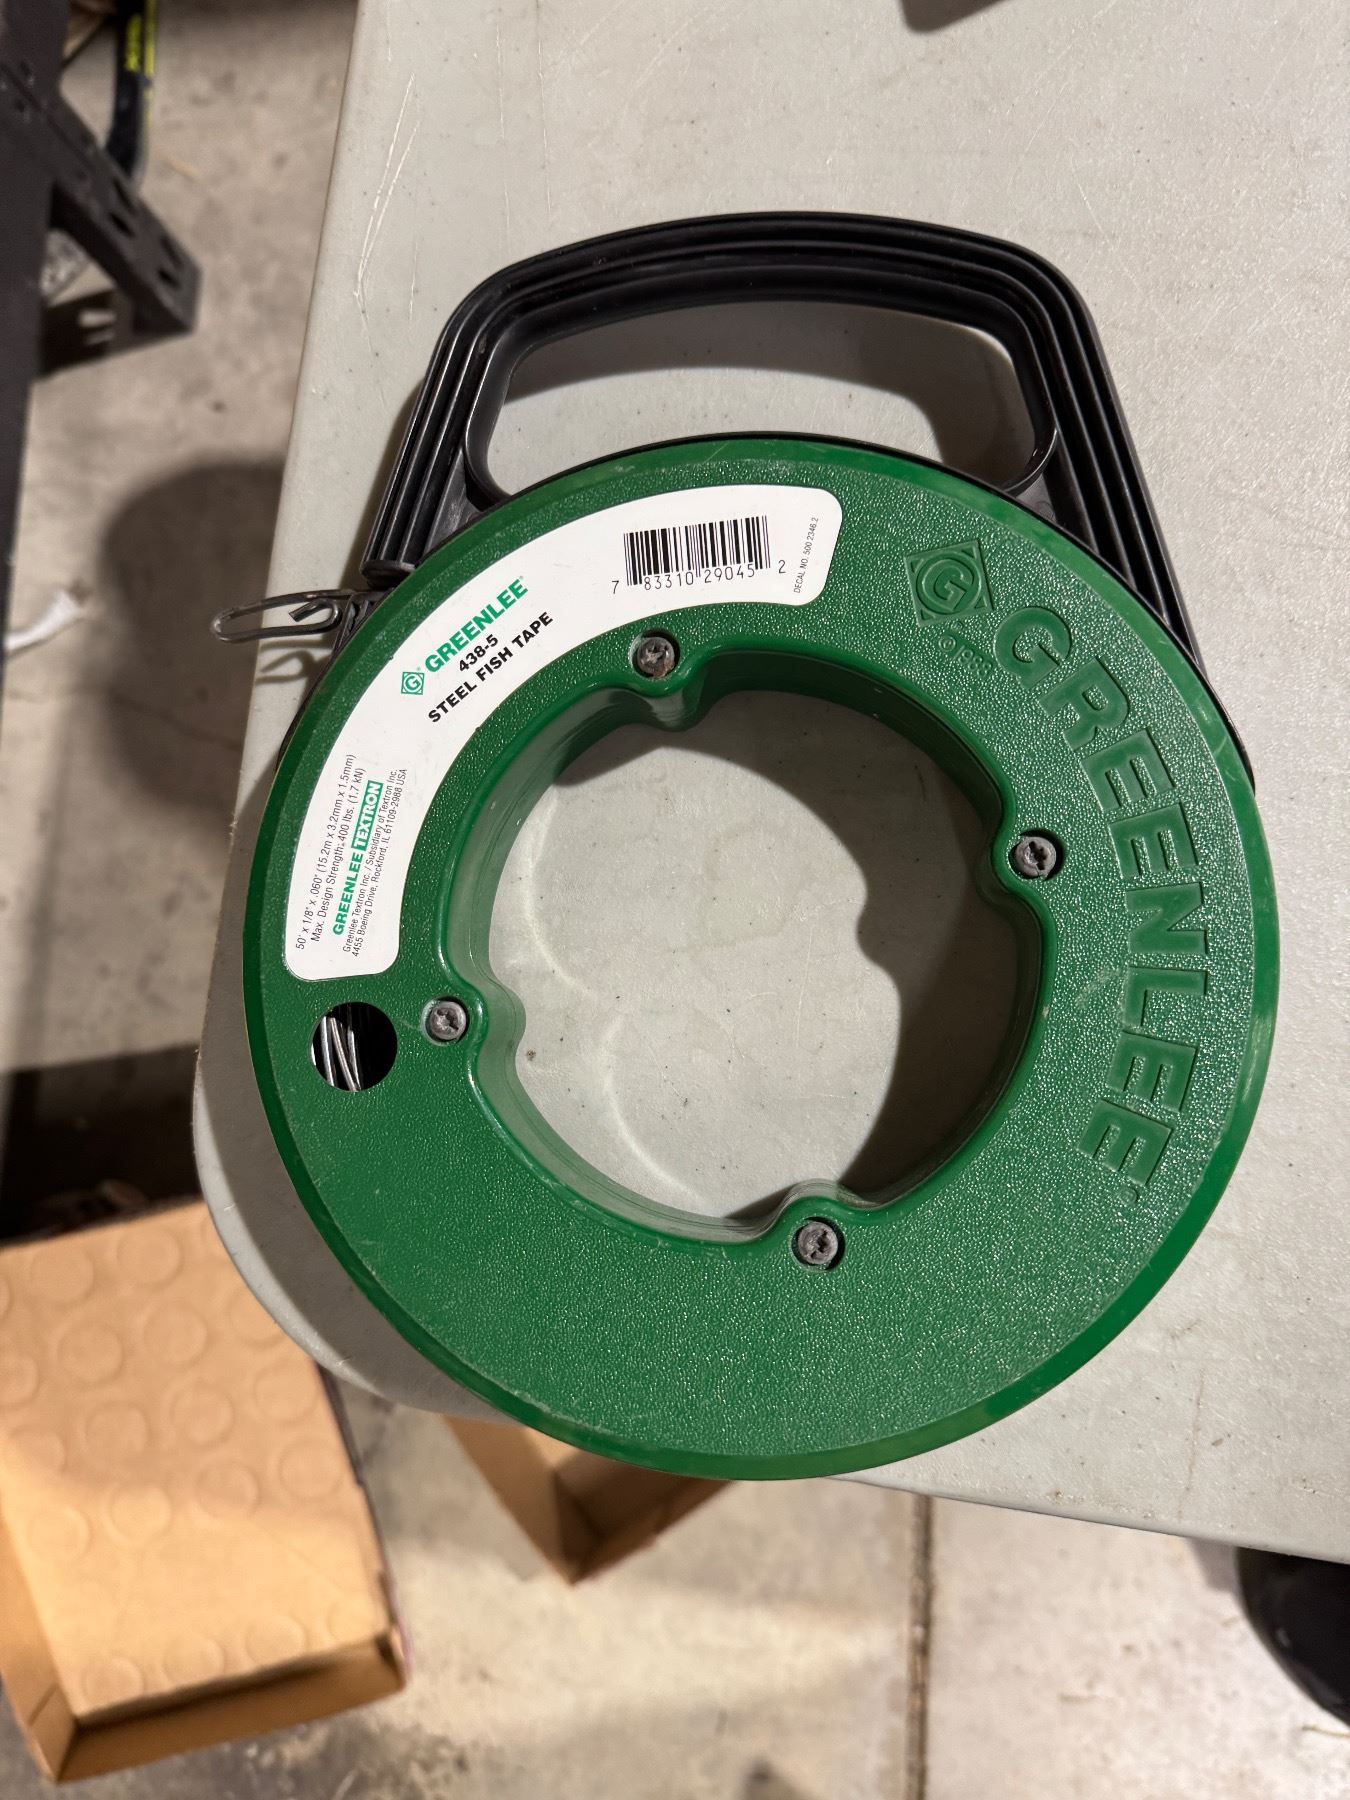 GREENLEE®
438-5
STEEL FISH TAPE
7 83310 29045 2
DECAL NO. 500 2346.2
50' x 1/8" x .060" (15.2m x 3.2mm x 1.5mm)
Max. Design Strength: 400 lbs. (1.7 kN)
GREENLEE TEXTRON
Greenlee Textron Inc. / Subsidiary of Textron Inc.
4455 Boeing Drive, Rockford, IL 61109-2988 USA
G GREENLEE®
© 1988